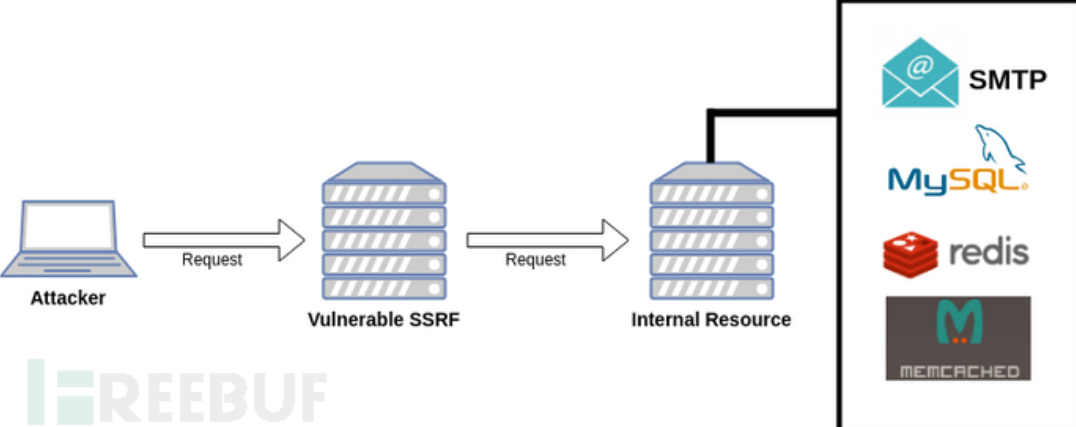 Request
Request
Attacker
Vulnerable SSRF
Internal Resource
@
SMTP
MySQL
redis
MEMCACHED
FREEBUF